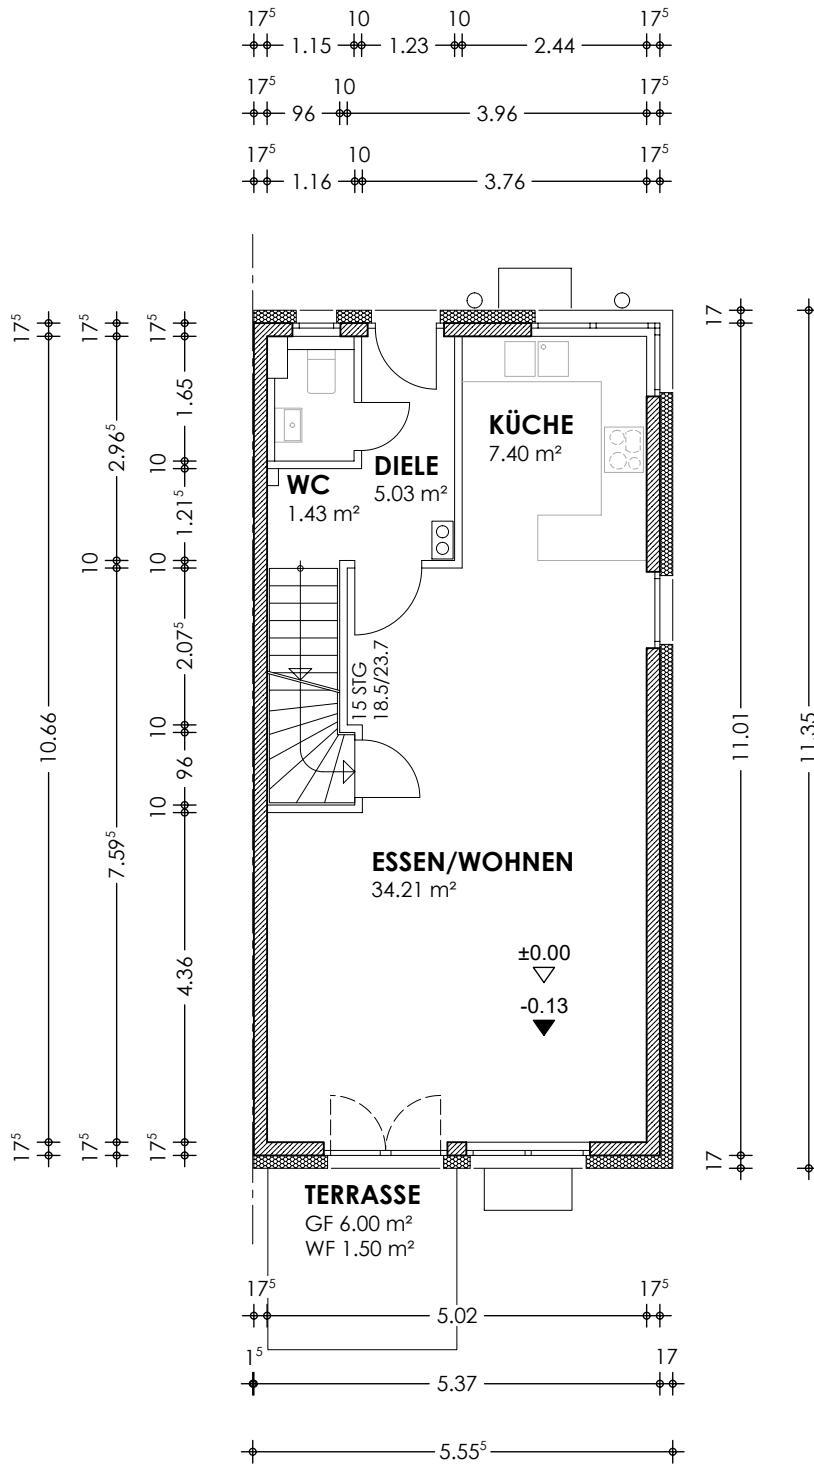 17⁵ 10 10 17⁵
1.15 1.23 2.44
17⁵ 10 17⁵
96 3.96
17⁵ 10 17⁵
1.16 3.76
17⁵ 17⁵ 17⁵ 17
1.65
2.96⁵
10
1.21⁵
10 10
2.07⁵
10
96
10
10.66
7.59⁵
4.36
17⁵ 17⁵ 17⁵ 17
11.01
11.35
KÜCHE
7.40 m²
DIELE
5.03 m²
WC
1.43 m²
15 STG
18.5/23.7
ESSEN/WOHNEN
34.21 m²
±0.00
-0.13
TERRASSE
GF 6.00 m²
WF 1.50 m²
17⁵ 17⁵
5.02
1⁵ 17
5.37
5.55⁵